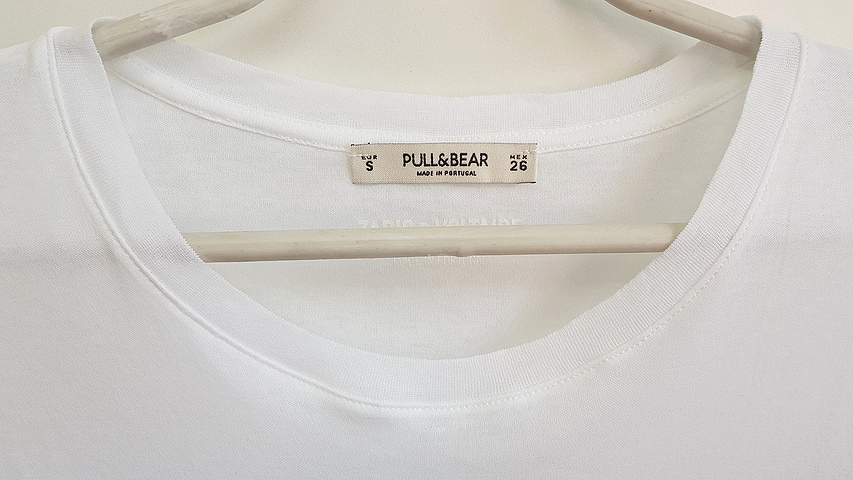 EUR
S
PULL&BEAR
MADE IN PORTUGAL
MEX
26